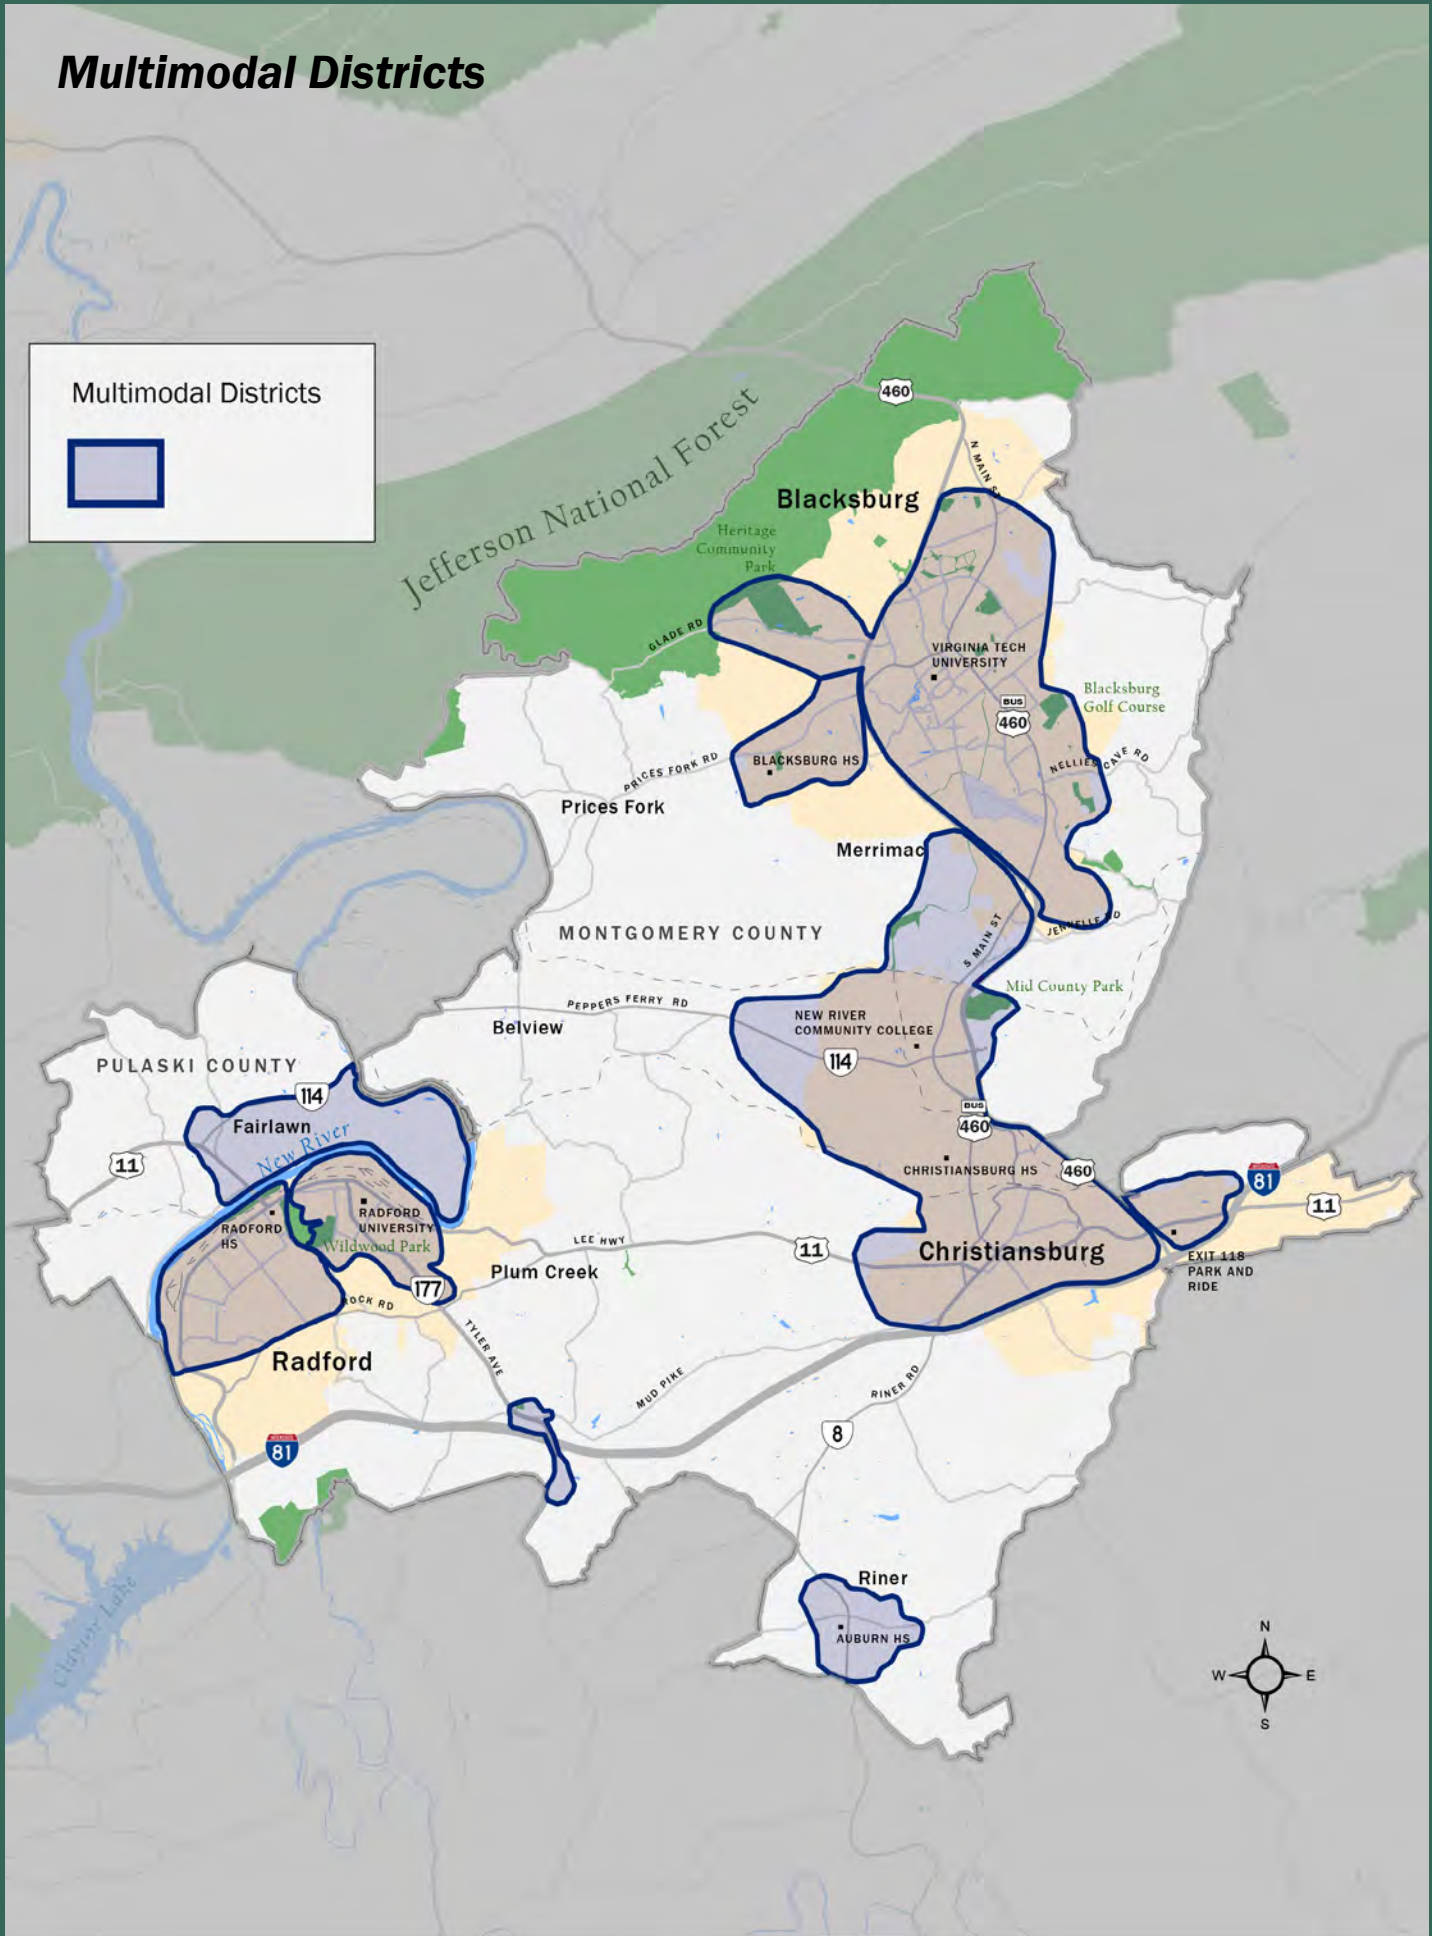 Multimodal Districts
Multimodal Districts
Jefferson National Forest
460
N MAIN ST
Blacksburg
Heritage
Community
Park
GLADE RD
VIRGINIA TECH
UNIVERSITY
Blacksburg
Golf Course
BUS
460
NELLIES CAVE RD
BLACKSBURG HS
PRICES FORK RD
Prices Fork
Merrimac
JENNELLE RD
MONTGOMERY COUNTY
S MAIN ST
Mid County Park
PEPPERS FERRY RD
NEW RIVER
COMMUNITY COLLEGE
Belview
114
PULASKI COUNTY
114
BUS
460
Fairlawn
New River
11
CHRISTIANSBURG HS
460
81
11
RADFORD
UNIVERSITY
RADFORD
HS
Wildwood Park
LEE HWY
11
Christiansburg
EXIT 118
PARK AND
RIDE
Plum Creek
177
ROCK RD
TYLER AVE
Radford
MUD PIKE
RINER RD
8
81
Claytor Lake
Riner
AUBURN HS
N
W
E
S